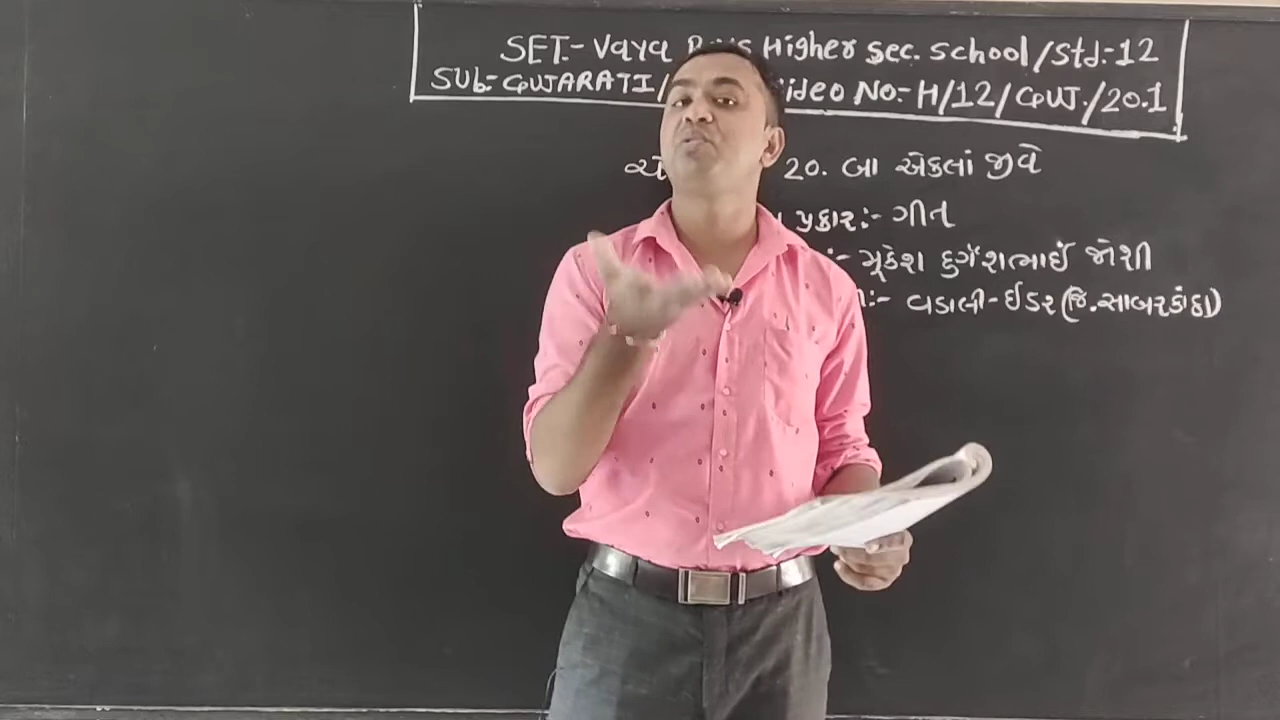 SET:- Vaya Higher sec. School/Std:-12
SUb:- GUJARATI/ ideo No:- H/12/GUJ./20.1
20. બા એકલાં જીવે
પ્રકાર:- ગીત
:- મૂકેશ દુર્ગેશભાઈ જોશી
:- વડાલી-ઈડર (જિ.સાબરકાંઠા)